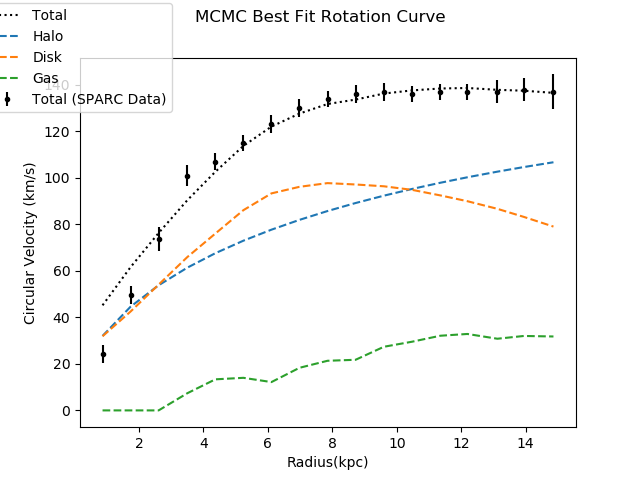 MCMC Best Fit Rotation Curve
Total
Halo
Disk
Gas
Total (SPARC Data)
140
120
100
80
60
40
20
0
Circular Velocity (km/s)
2 4 6 8 10 12 14
Radius(kpc)